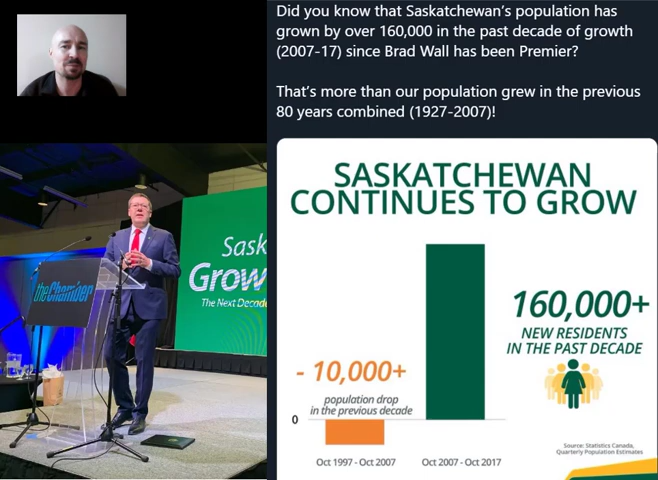 Did you know that Saskatchewan's population has
grown by over 160,000 in the past decade of growth
(2007-17) since Brad Wall has been Premier?
That's more than our population grew in the previous
80 years combined (1927-2007)!
the Chamber
Sask
Grow
The Next Decade
SASKATCHEWAN
CONTINUES TO GROW
160,000+
NEW RESIDENTS
IN THE PAST DECADE
- 10,000+
population drop
in the previous decade
0
Oct 1997 - Oct 2007
Oct 2007 - Oct 2017
Source: Statistics Canada,
Quarterly Population Estimates